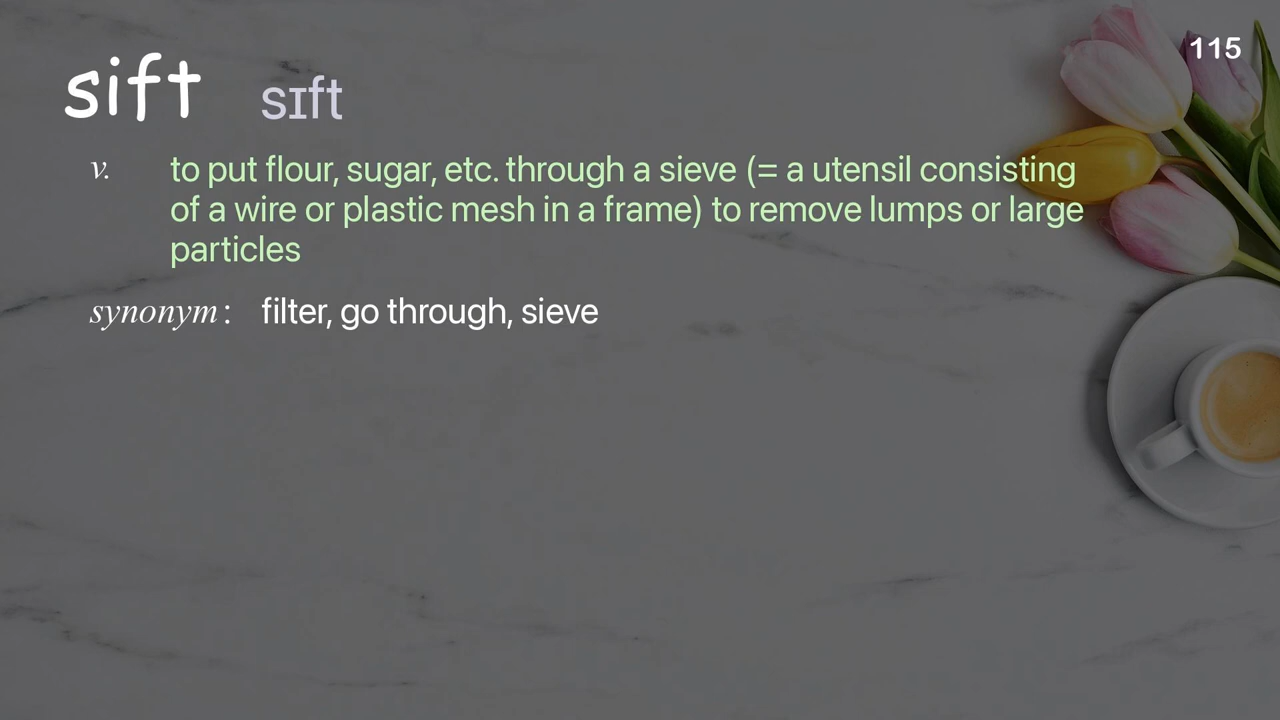 115
sift sɪft
v. to put flour, sugar, etc. through a sieve (= a utensil consisting
of a wire or plastic mesh in a frame) to remove lumps or large
particles
synonym: filter, go through, sieve